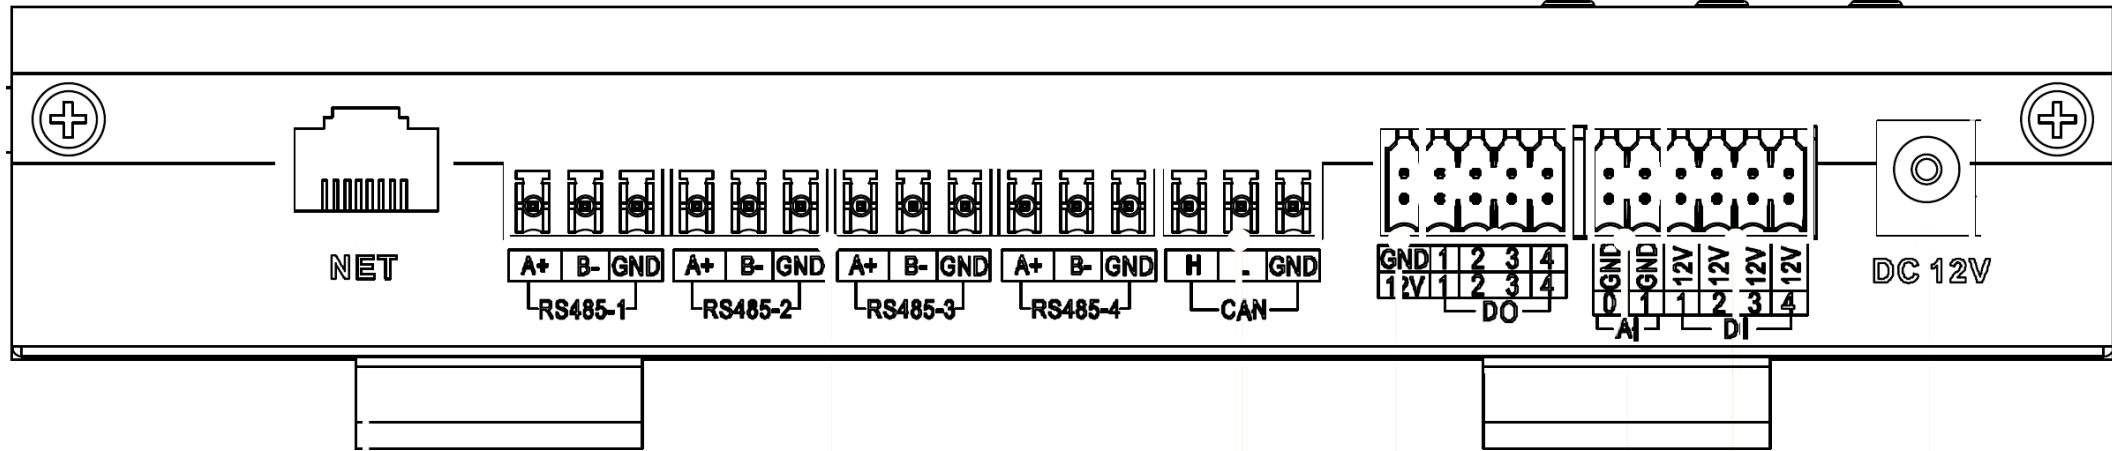 NET
A+ B- GND A+ B- GND A+ B- GND A+ B- GND H L GND
RS485-1 RS485-2 RS485-3 RS485-4 CAN
GND 1 2 3 4
12V 1 2 3 4
DO
GND GND 12V 12V 12V 12V
0 1 1 2 3 4
AI DI
DC 12V